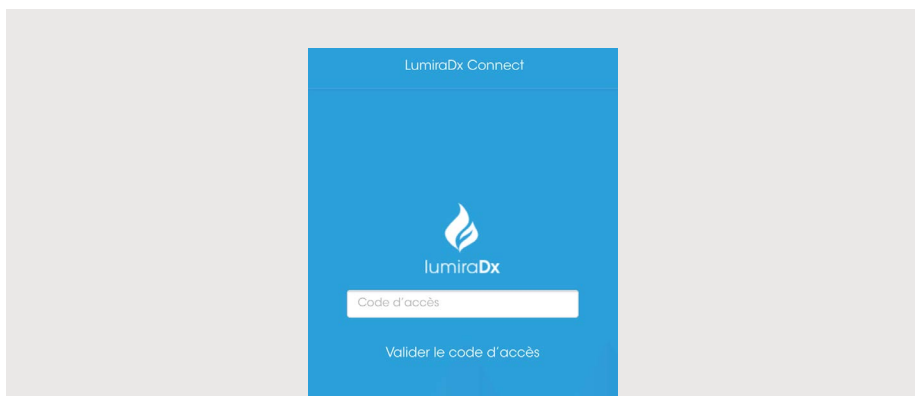 LumiraDx Connect
lumiraDx
Code d'accès
Valider le code d'accès